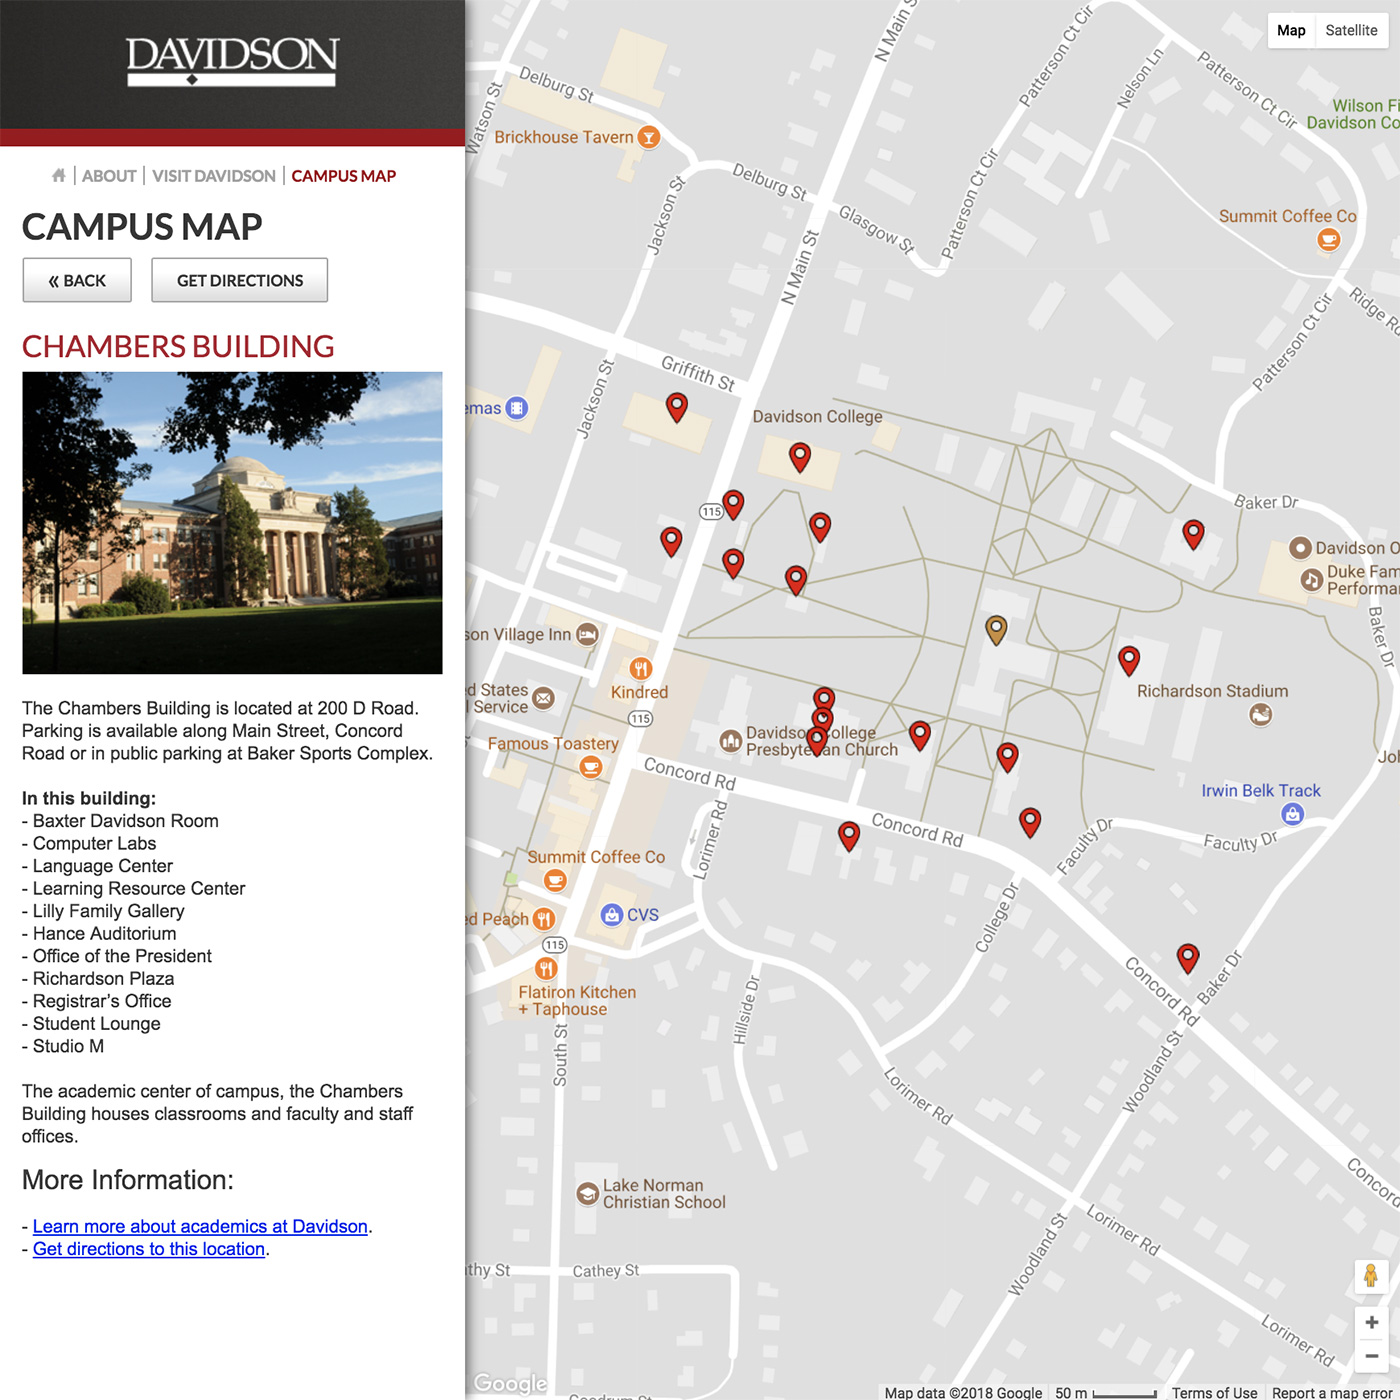 DAVIDSON
ABOUT
VISIT DAVIDSON
CAMPUS MAP
CAMPUS MAP
« BACK
GET DIRECTIONS
CHAMBERS BUILDING
The Chambers Building is located at 200 D Road.
Parking is available along Main Street, Concord
Road or in public parking at Baker Sports Complex.
In this building:
- Baxter Davidson Room
- Computer Labs
- Language Center
- Learning Resource Center
- Lilly Family Gallery
- Hance Auditorium
- Office of the President
- Richardson Plaza
- Registrar's Office
- Student Lounge
- Studio M
The academic center of campus, the Chambers
Building houses classrooms and faculty and staff
offices.
More Information:
- Learn more about academics at Davidson.
- Get directions to this location.
Map
Satellite
N Main S
Patterson Ct Cir
Nelson Ln
Patterson Ct Cir
Wilson Fi
Davidson Co
Watson St
Delburg St
Brickhouse Tavern
Delburg St
Jackson St
Glasgow St
Patterson Ct Cir
N Main St
Summit Coffee Co
Ridge Ro
Patterson Ct Cir
Griffith St
Jackson St
emas
Davidson College
115
Baker Dr
Davidson O
Duke Fam
Performa
Baker Dr
son Village Inn
Kindred
d States
l Service
115
Richardson Stadium
Famous Toastery
Davidson College
Presbyterian Church
Concord Rd
Irwin Belk Track
Joh
Concord Rd
Faculty Dr
Faculty Dr
Lorimer Rd
Summit Coffee Co
CVS
ed Peach
115
College Dr
Flatiron Kitchen
+ Taphouse
Hillside Dr
Concord Rd
Baker Dr
South St
Lorimer Rd
Woodland St
Concord
Lake Norman
Christian School
Woodland St
Lorimer Rd
thy St
Cathey St
Lorimer Rd
+
−
Google
Map data ©2018 Google
50 m
Terms of Use
Report a map error